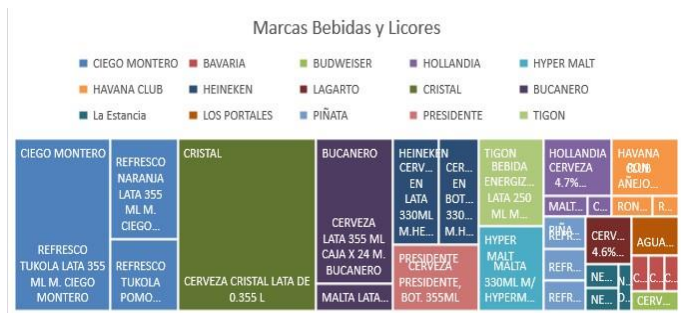 Marcas Bebidas y Licores
CIEGO MONTERO
BAVARIA
BUDWEISER
HOLLANDIA
HYPER MALT
HAVANA CLUB
HEINEKEN
LAGARTO
CRISTAL
BUCANERO
La Estancia
LOS PORTALES
PIÑATA
PRESIDENTE
TIGON
CIEGO MONTERO
REFRESCO
TUKOLA LATA 355
ML M. CIEGO
MONTERO
REFRESCO
NARANJA
LATA 355
ML M.
CIEGO...
REFRESCO
TUKOLA
POMO...
CRISTAL
CERVEZA CRISTAL LATA DE
0.355 L
BUCANERO
CERVEZA
LATA 355 ML
CAJA X 24 M.
BUCANERO
MALTA LATA...
HEINEKEN
CERV...
EN
LATA
330ML
M.HE...
CER...
EN
BOT...
330...
M.H...
PRESIDENTE
CERVEZA
PRESIDENTE,
BOT. 355ML
TIGON
BEBIDA
ENERGIZ...
LATA 250
ML M...
HYPER
MALT
MALTA
330ML M/
HYPERM...
HOLLANDIA
CERVEZA
4.7%...
MALT...
C...
HAVANA
CLUB
RON
AÑEJO...
RON...
R...
PIÑA...
REFR...
REFR...
REFR...
CERV...
4.6%...
NE...
NE...
N...
O...
AGUA...
C...
C...
C...
CERV...